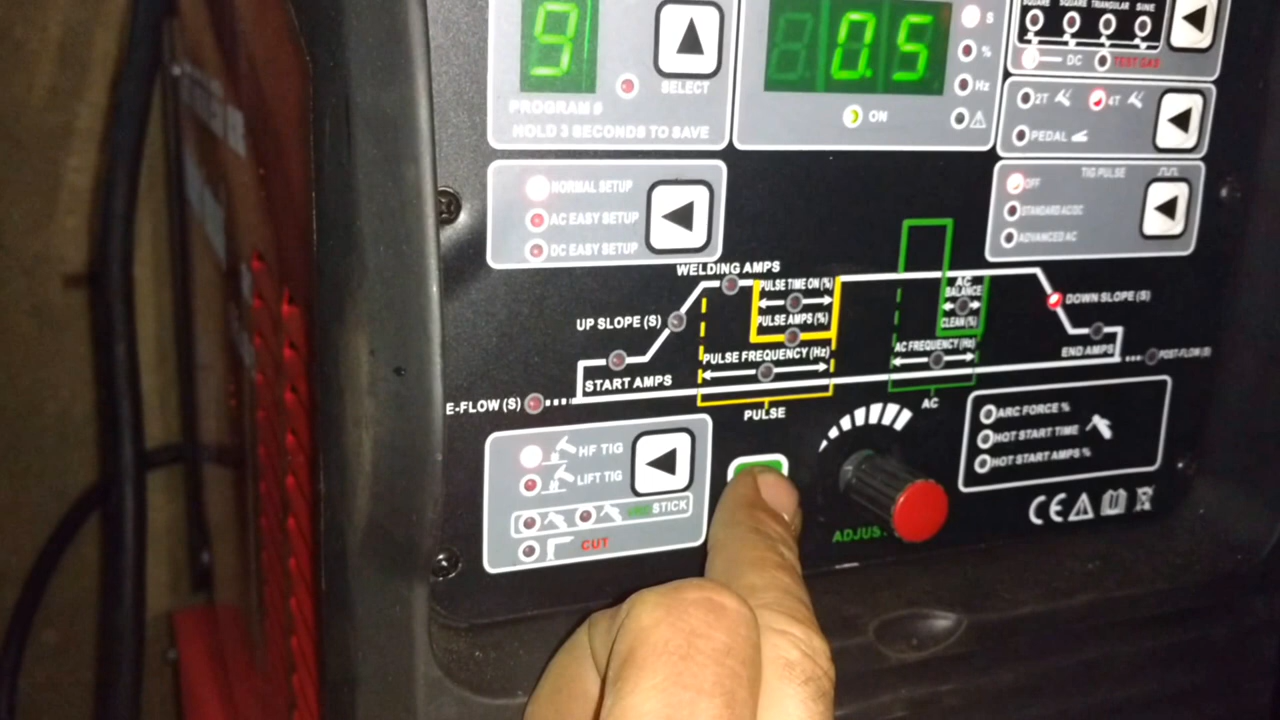 9
SELECT
PROGRAM #
HOLD 3 SECONDS TO SAVE
0.5
S
%
Hz
ON
SQUARE SQUARE TRIANGULAR SINE
DC TEST GAS
2T 4T
PEDAL
NORMAL SETUP
AC EASY SETUP
DC EASY SETUP
TIG PULSE
OFF
STANDARD AC/DC
ADVANCED AC
WELDING AMPS
PULSE TIME ON (%)
PULSE AMPS (%)
UP SLOPE (S)
PULSE FREQUENCY (Hz)
START AMPS
E-FLOW (S)
PULSE
AC
BALANCE
CLEAN (%)
AC FREQUENCY (Hz)
AC
DOWN SLOPE (S)
END AMPS
POST-FLOW (S)
HF TIG
LIFT TIG
STICK
CUT
ADJUS
ARC FORCE %
HOT START TIME
HOT START AMPS %
CE